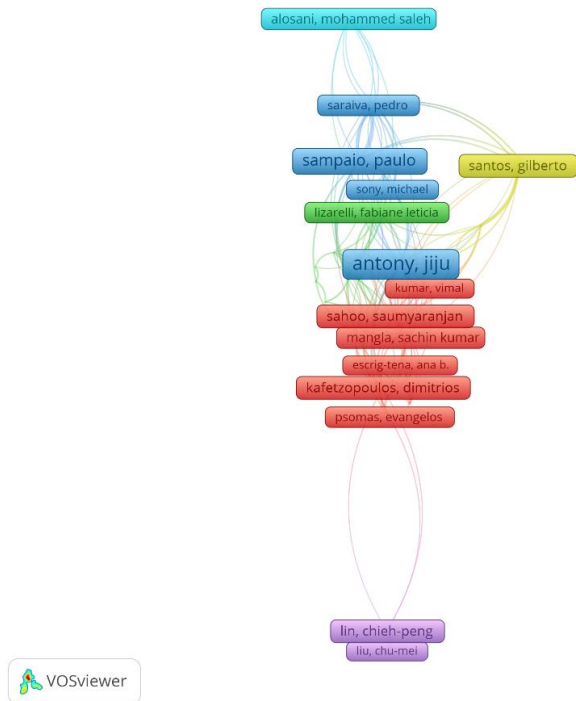 alosani, mohammed saleh
saraiva, pedro
sampaio, paulo
santos, gilberto
sony, michael
lizarelli, fabiane leticia
antony, jiju
kumar, vimal
sahoo, saumyaranjan
mangla, sachin kumar
escrig-tena, ana b.
kafetzopoulos, dimitrios
psomas, evangelos
lin, chieh-peng
liu, chu-mei
VOSviewer